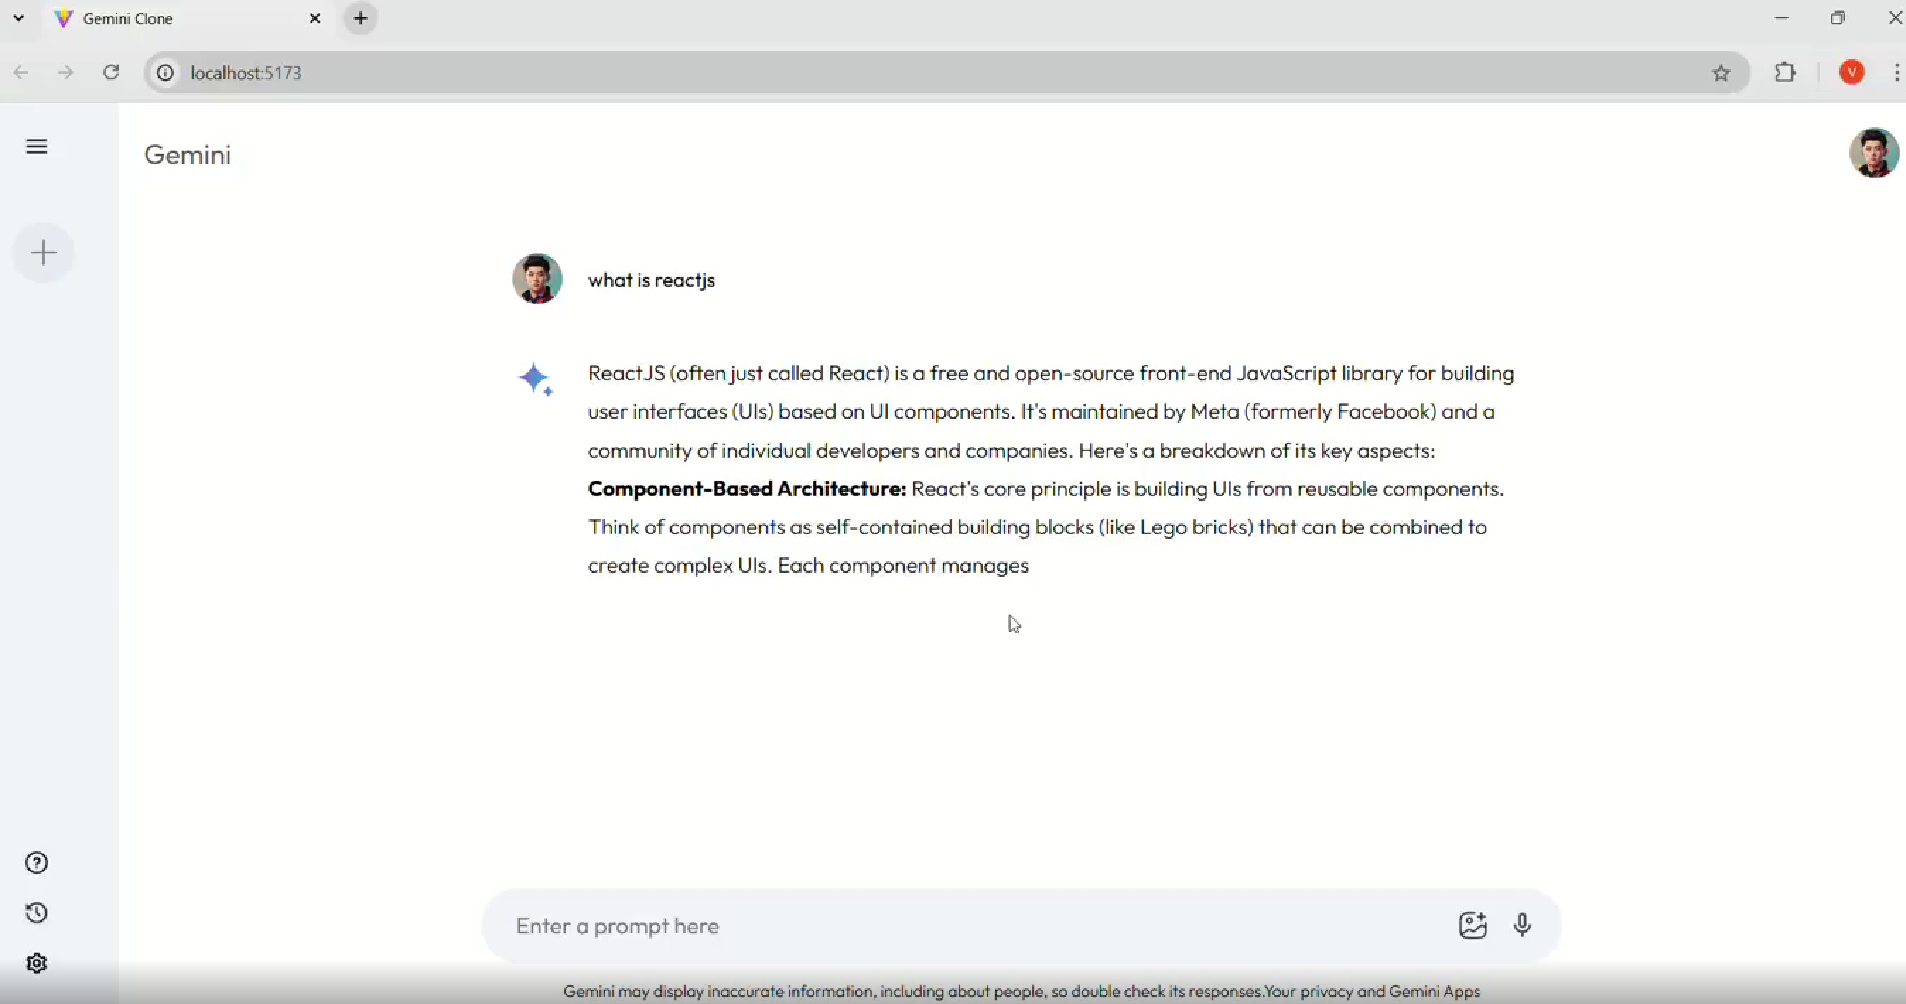 Gemini Clone
localhost:5173
V
Gemini
what is reactjs
ReactJS (often just called React) is a free and open-source front-end JavaScript library for building
user interfaces (UIs) based on UI components. It's maintained by Meta (formerly Facebook) and a
community of individual developers and companies. Here's a breakdown of its key aspects:
Component-Based Architecture: React's core principle is building UIs from reusable components.
Think of components as self-contained building blocks (like Lego bricks) that can be combined to
create complex UIs. Each component manages
Enter a prompt here
Gemini may display inaccurate information, including about people, so double check its responses.Your privacy and Gemini Apps